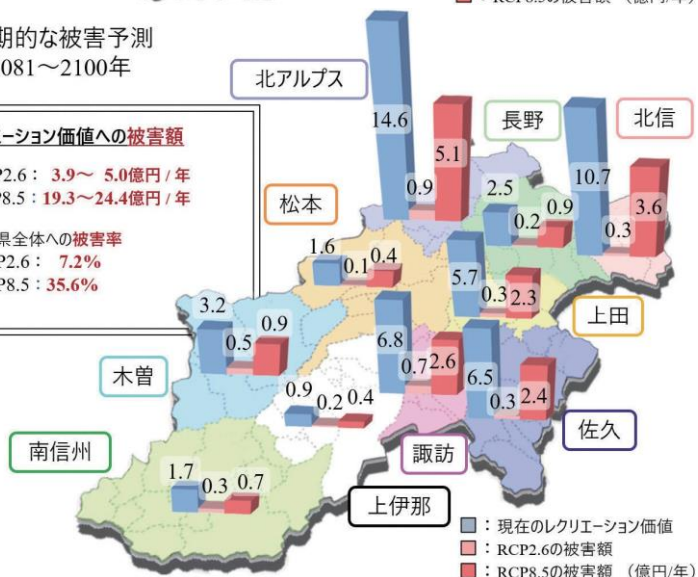 ：RCP8.5の被害額 （億円/年）
期的な被害予測
081～2100年
ーション価値への被害額
P2.6： 3.9～ 5.0億円 / 年
P8.5：19.3～24.4億円 / 年
県全体への被害率
P2.6： 7.2%
P8.5：35.6%
北アルプス
14.6
0.9
5.1
長野
2.5
0.2
0.9
北信
10.7
0.3
3.6
松本
1.6
0.1
0.4
上田
5.7
0.3
2.3
木曽
3.2
0.5
0.9
諏訪
6.8
0.7
2.6
佐久
6.5
0.3
2.4
上伊那
0.9
0.2
0.4
南信州
1.7
0.3
0.7
：現在のレクリエーション価値
：RCP2.6の被害額
：RCP8.5の被害額 （億円/年）